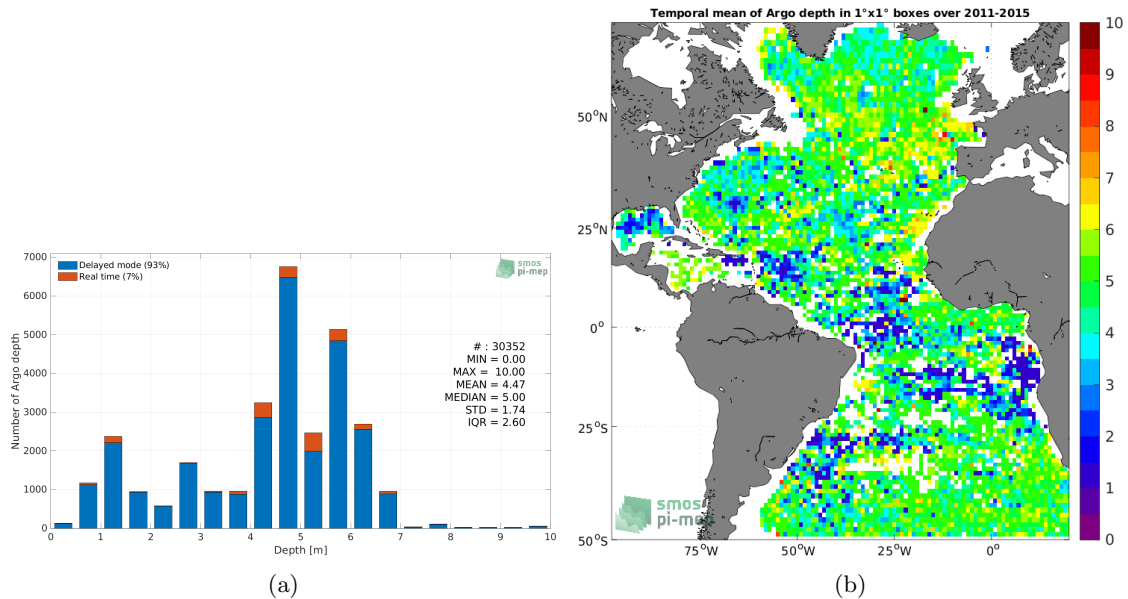 Temporal mean of Argo depth in 1°x1° boxes over 2011-2015
Delayed mode (93%)
Real time (7%)
smos
pi-mep
# : 30352
MIN = 0.00
MAX = 10.00
MEAN = 4.47
MEDIAN = 5.00
STD = 1.74
IQR = 2.60
Number of Argo depth
7000
6000
5000
4000
3000
2000
1000
0
0 1 2 3 4 5 6 7 8 9 10
Depth [m]
(a)
50°N
25°N
0°
25°S
50°S
75°W 50°W 25°W 0°
smos
pi-mep
10
9
8
7
6
5
4
3
2
1
0
(b)